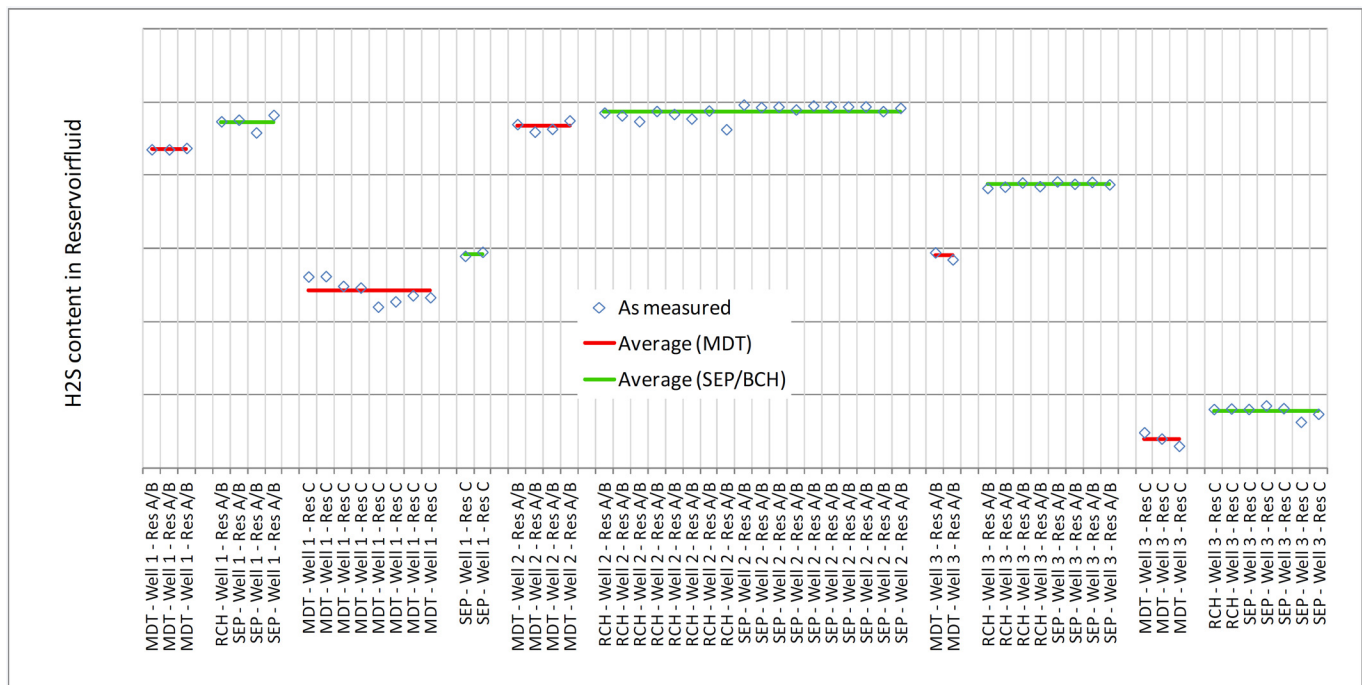 H2S content in Reservoirfluid
As measured
Average (MDT)
Average (SEP/BCH)
MDT - Well 1 - Res A/B
MDT - Well 1 - Res A/B
MDT - Well 1 - Res A/B
RCH - Well 1 - Res A/B
SEP - Well 1 - Res A/B
SEP - Well 1 - Res A/B
SEP - Well 1 - Res A/B
MDT - Well 1 - Res C
MDT - Well 1 - Res C
MDT - Well 1 - Res C
MDT - Well 1 - Res C
MDT - Well 1 - Res C
MDT - Well 1 - Res C
MDT - Well 1 - Res C
MDT - Well 1 - Res C
SEP - Well 1 - Res C
SEP - Well 1 - Res C
MDT - Well 2 - Res A/B
MDT - Well 2 - Res A/B
MDT - Well 2 - Res A/B
MDT - Well 2 - Res A/B
RCH - Well 2 - Res A/B
RCH - Well 2 - Res A/B
RCH - Well 2 - Res A/B
RCH - Well 2 - Res A/B
RCH - Well 2 - Res A/B
RCH - Well 2 - Res A/B
RCH - Well 2 - Res A/B
RCH - Well 2 - Res A/B
SEP - Well 2 - Res A/B
SEP - Well 2 - Res A/B
SEP - Well 2 - Res A/B
SEP - Well 2 - Res A/B
SEP - Well 2 - Res A/B
SEP - Well 2 - Res A/B
SEP - Well 2 - Res A/B
SEP - Well 2 - Res A/B
SEP - Well 2 - Res A/B
SEP - Well 2 - Res A/B
MDT - Well 3 - Res A/B
MDT - Well 3 - Res A/B
RCH - Well 3 - Res A/B
RCH - Well 3 - Res A/B
RCH - Well 3 - Res A/B
RCH - Well 3 - Res A/B
SEP - Well 3 - Res A/B
SEP - Well 3 - Res A/B
SEP - Well 3 - Res A/B
SEP - Well 3 - Res A/B
MDT - Well 3 - Res C
MDT - Well 3 - Res C
MDT - Well 3 - Res C
RCH - Well 3 - Res C
RCH - Well 3 - Res C
SEP - Well 3 - Res C
SEP - Well 3 - Res C
SEP - Well 3 - Res C
SEP - Well 3 - Res C
SEP - Well 3 - Res C